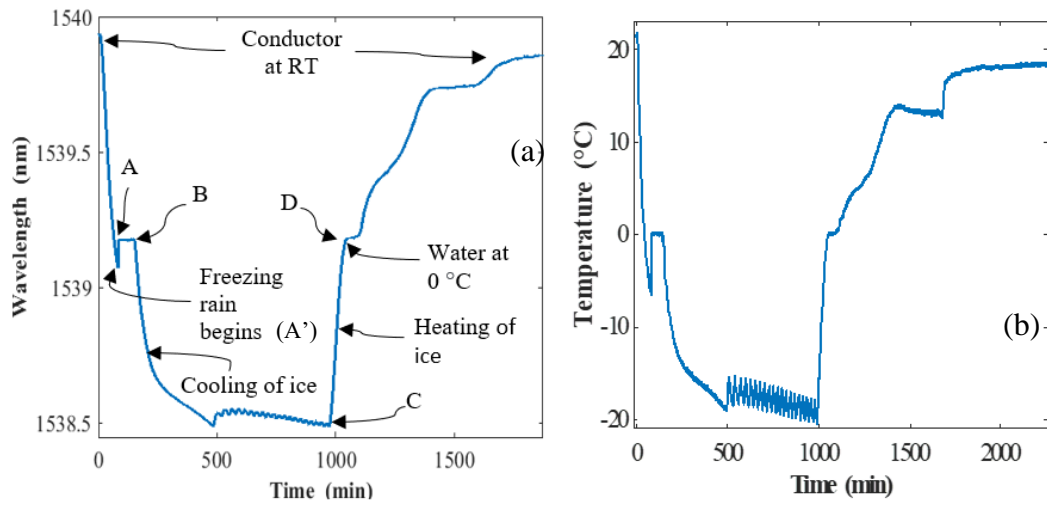 1540
1539.5
1539
1538.5
Wavelength (nm)
Conductor
at RT
(a)
A
B
D
Water at
0 °C
Freezing
rain
begins (A’)
Heating of
ice
Cooling of ice
C
0
500
1000
1500
Time (min)
20
10
0
-10
-20
Temperature (°C)
(b)
0
500
1000
1500
2000
Time (min)